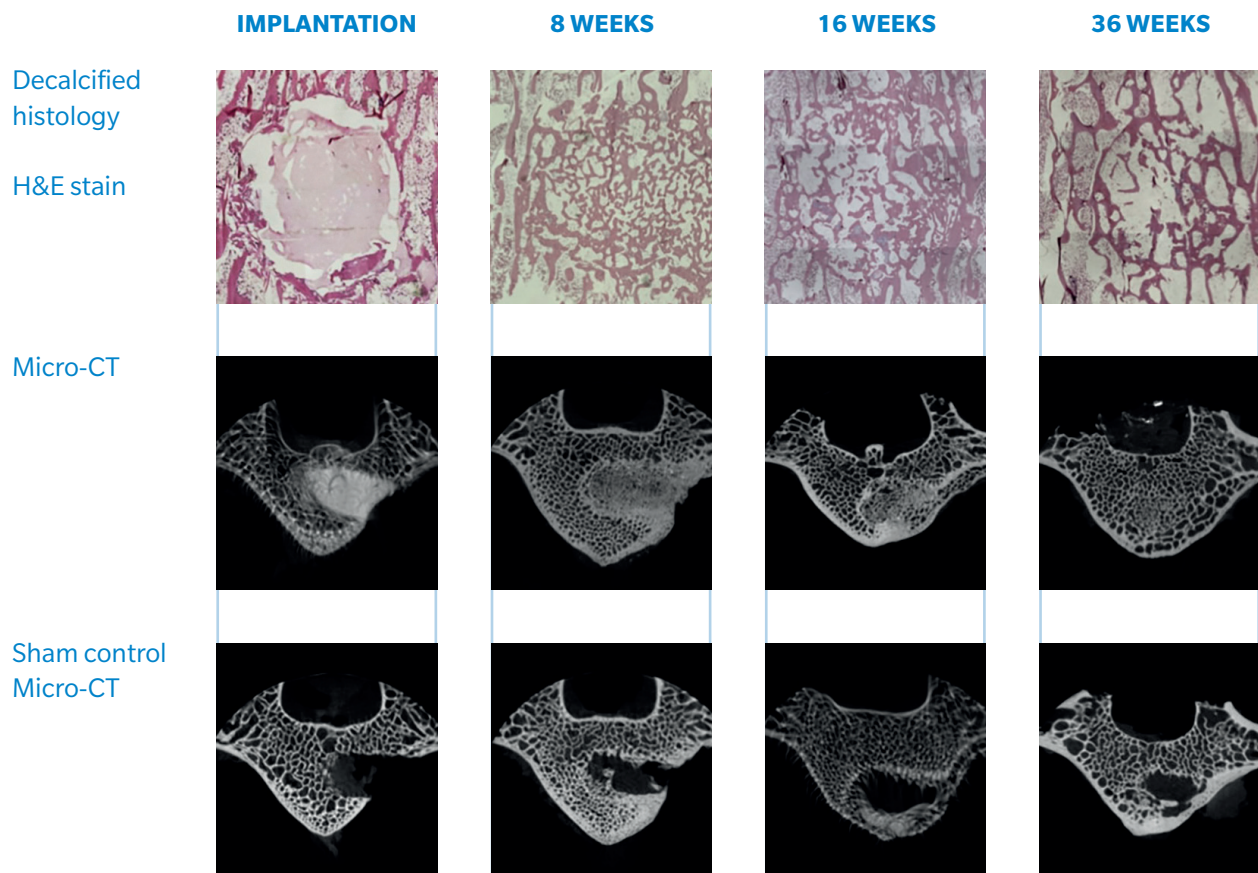 IMPLANTATION 8 WEEKS 16 WEEKS 36 WEEKS
Decalcified
histology
H&E stain
Micro-CT
Sham control
Micro-CT